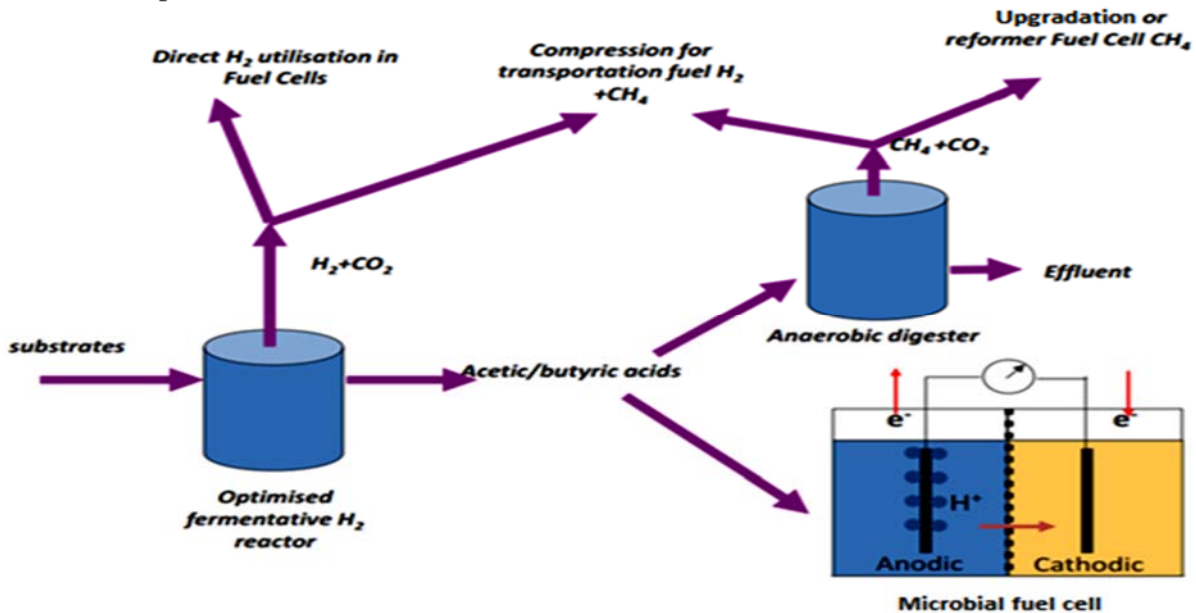 Upgradation or
reformer Fuel Cell CH₄
Direct H₂ utilisation in
Fuel Cells
Compression for
transportation fuel H₂
+CH₄
CH₄ +CO₂
H₂+CO₂
Effluent
substrates
Anaerobic digester
Acetic/butyric acids
e⁻
e⁻
Optimised
fermentative H₂
reactor
H⁺
Anodic
Cathodic
Microbial fuel cell